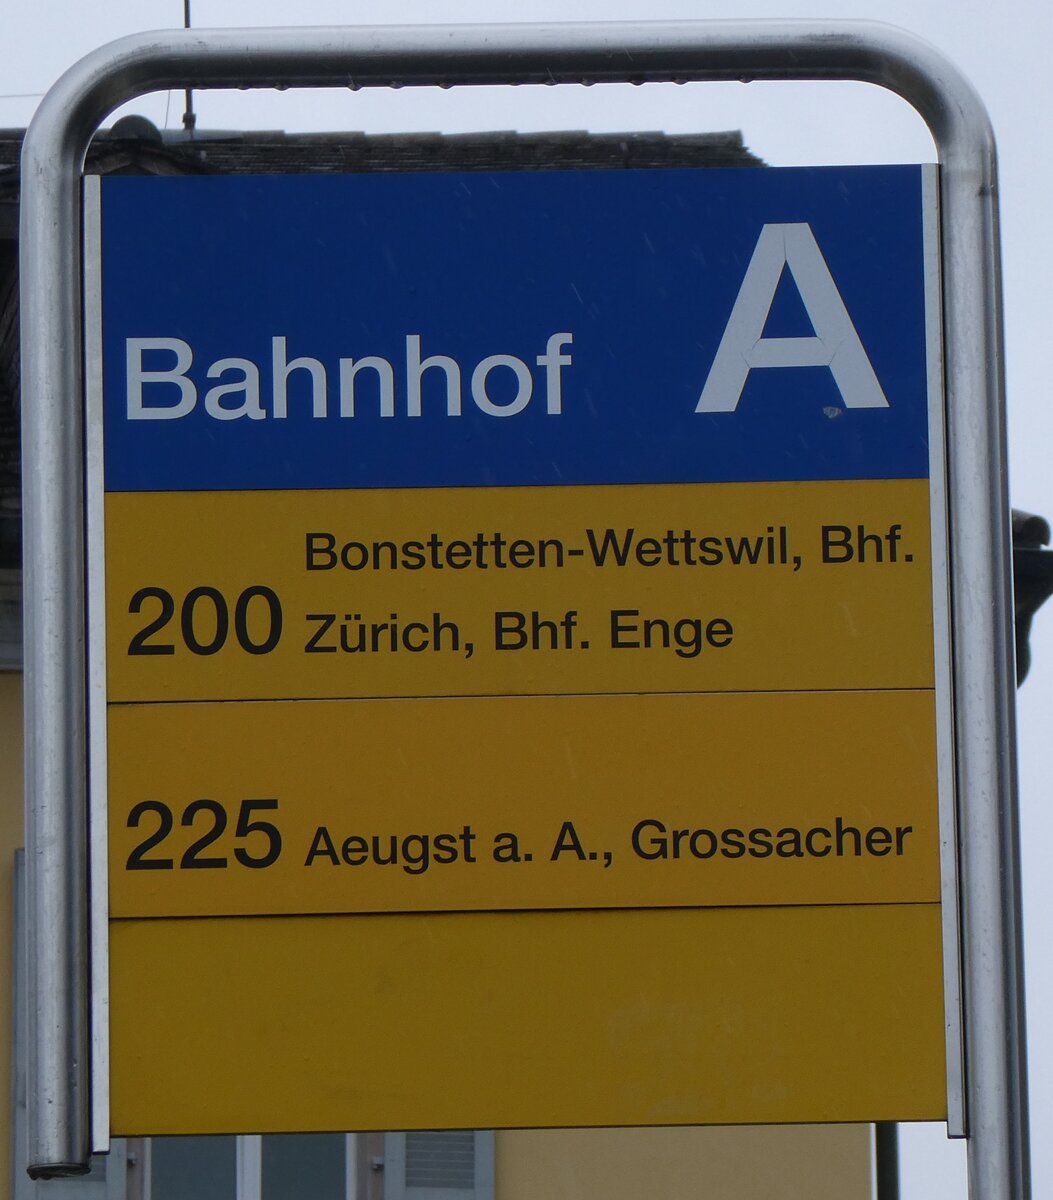 Bahnhof A
Bonstetten-Wettswil, Bhf.
200 Zürich, Bhf. Enge
225 Aeugst a. A., Grossacher